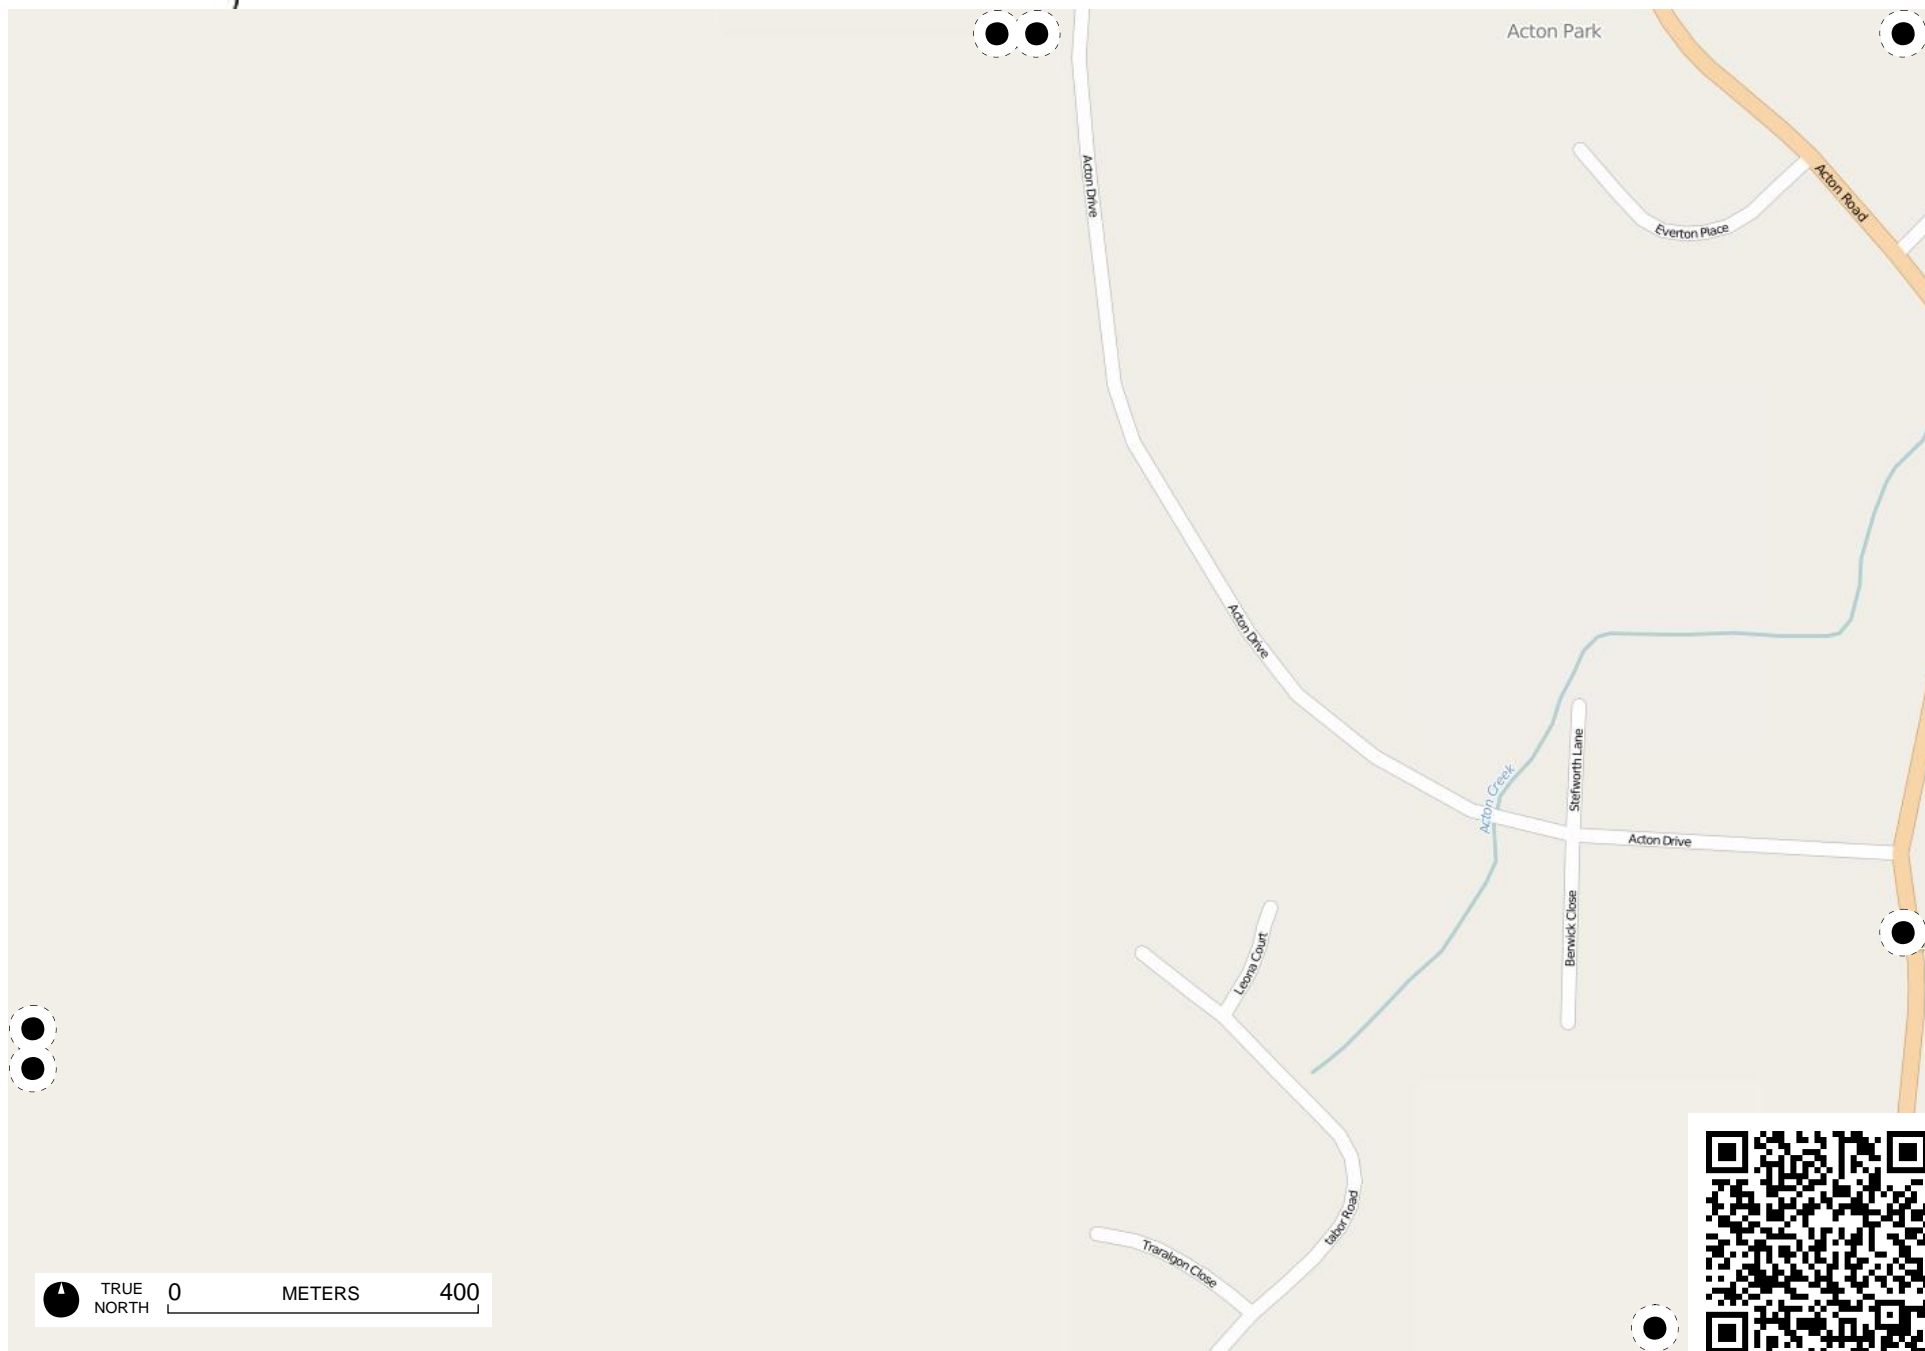 Acton Park
Acton Drive
Acton Road
Everton Place
Acton Drive
Stefworth Lane
Acton Creek
Acton Drive
Berwick Close
Leona Court
tabor Road
Traralgon Close
TRUE NORTH
0 METERS 400